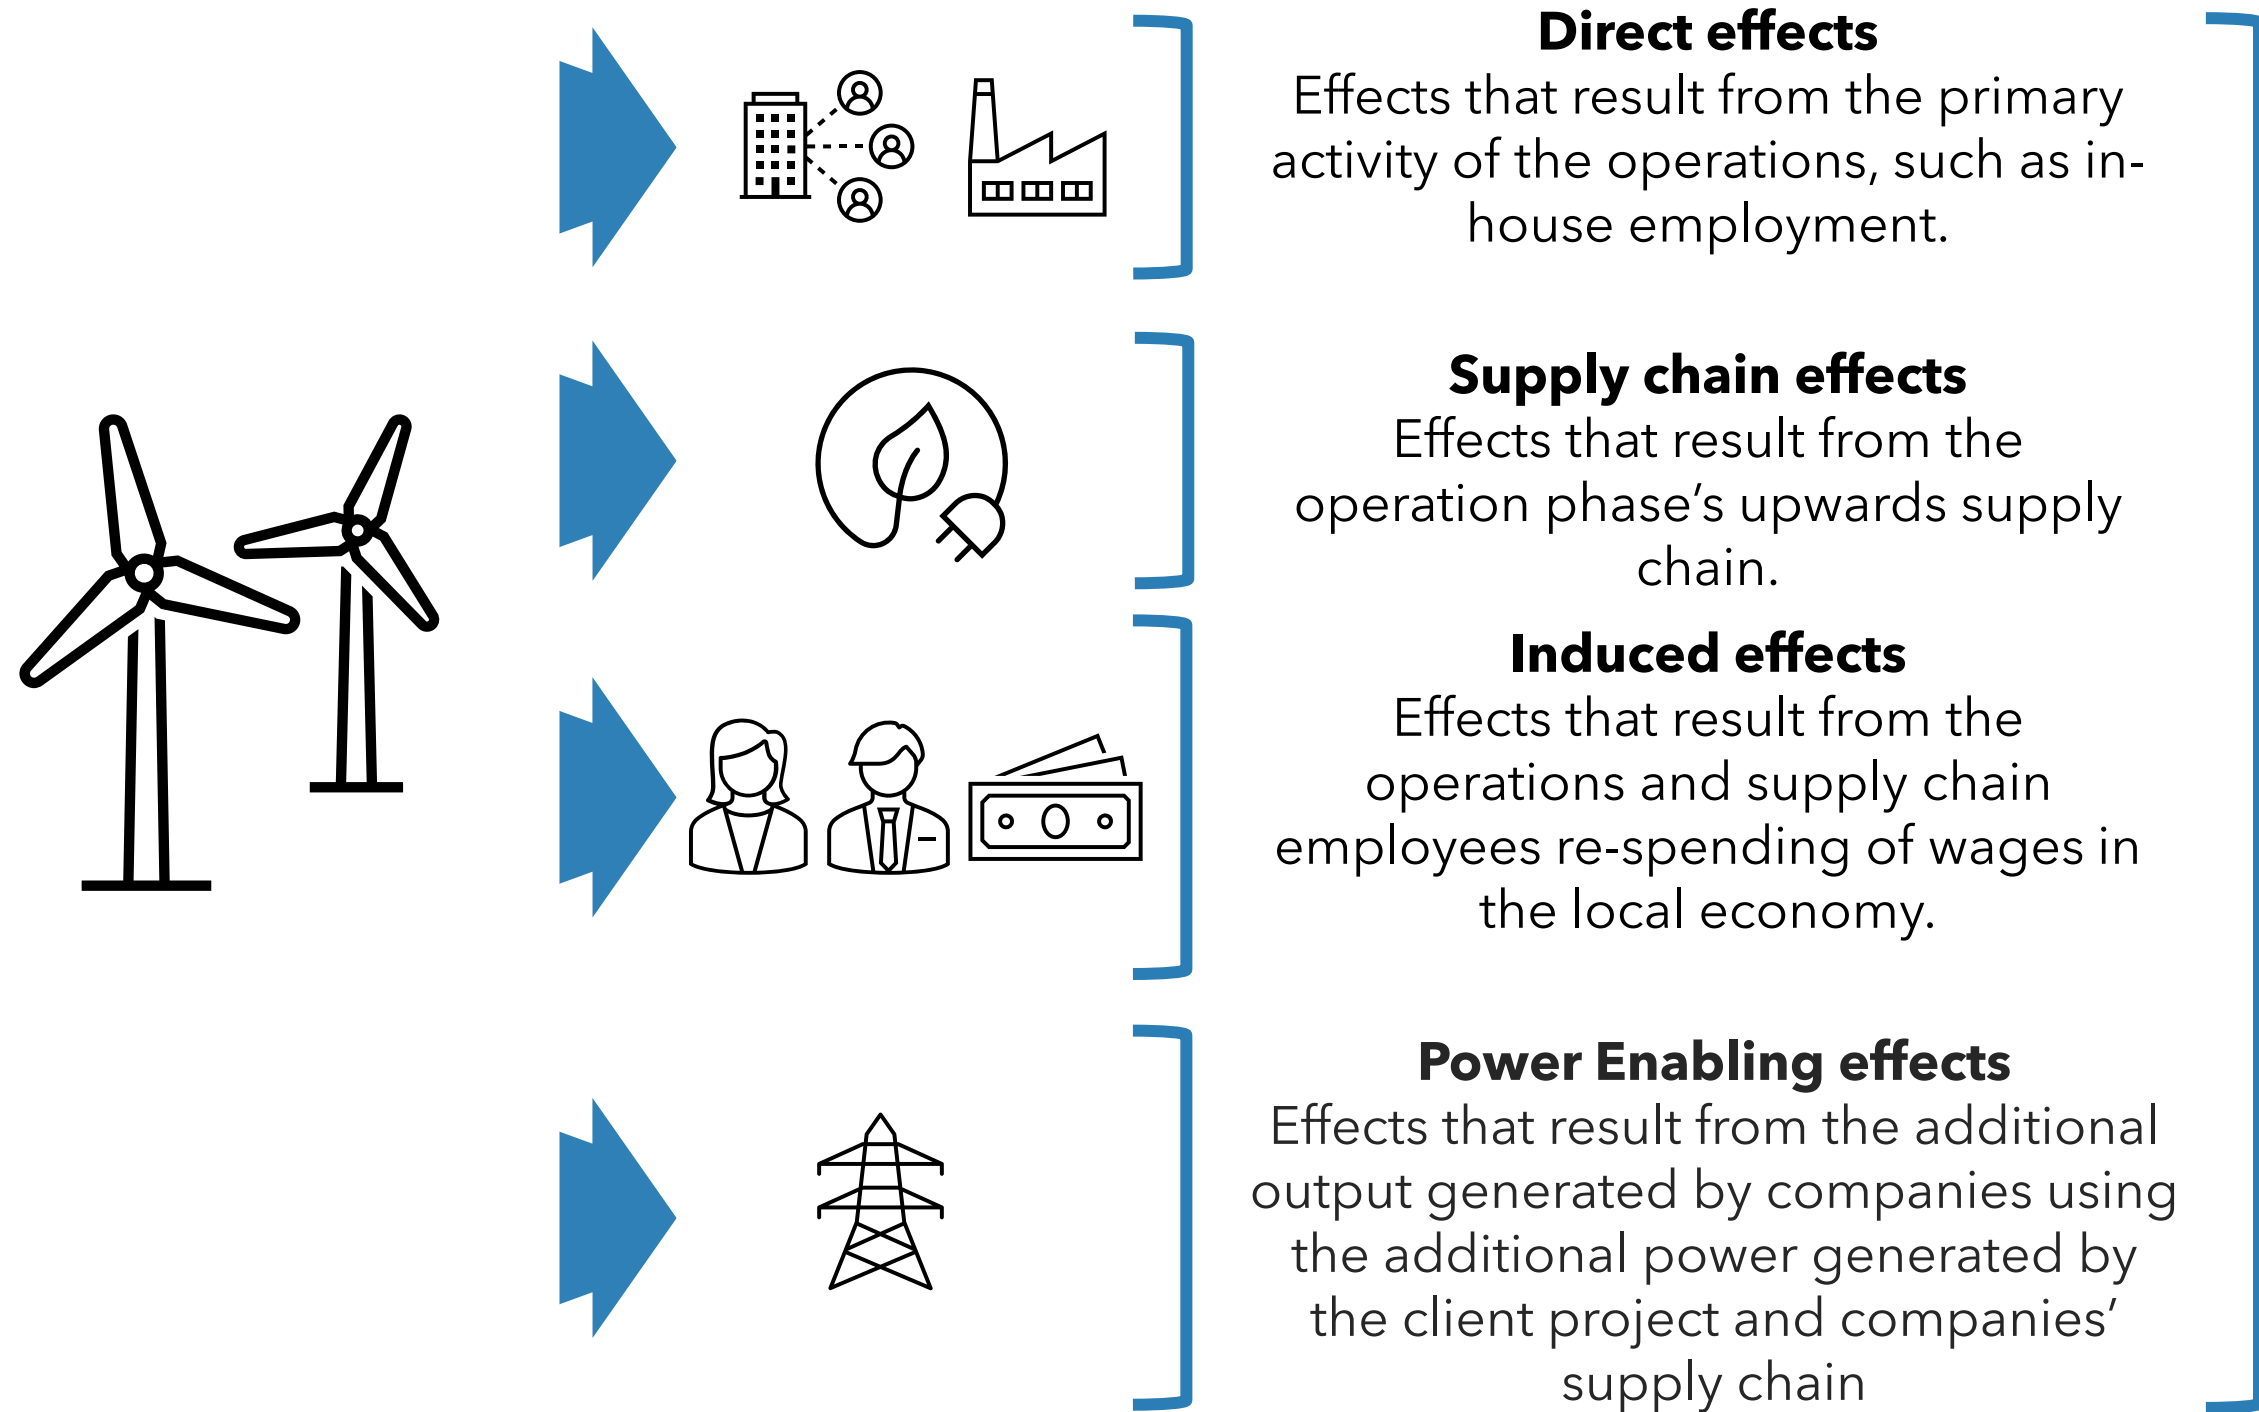 Direct effects
Effects that result from the primary
activity of the operations, such as in-
house employment.
Supply chain effects
Effects that result from the
operation phase’s upwards supply
chain.
Induced effects
Effects that result from the
operations and supply chain
employees re-spending of wages in
the local economy.
Power Enabling effects
Effects that result from the additional
output generated by companies using
the additional power generated by
the client project and companies’
supply chain